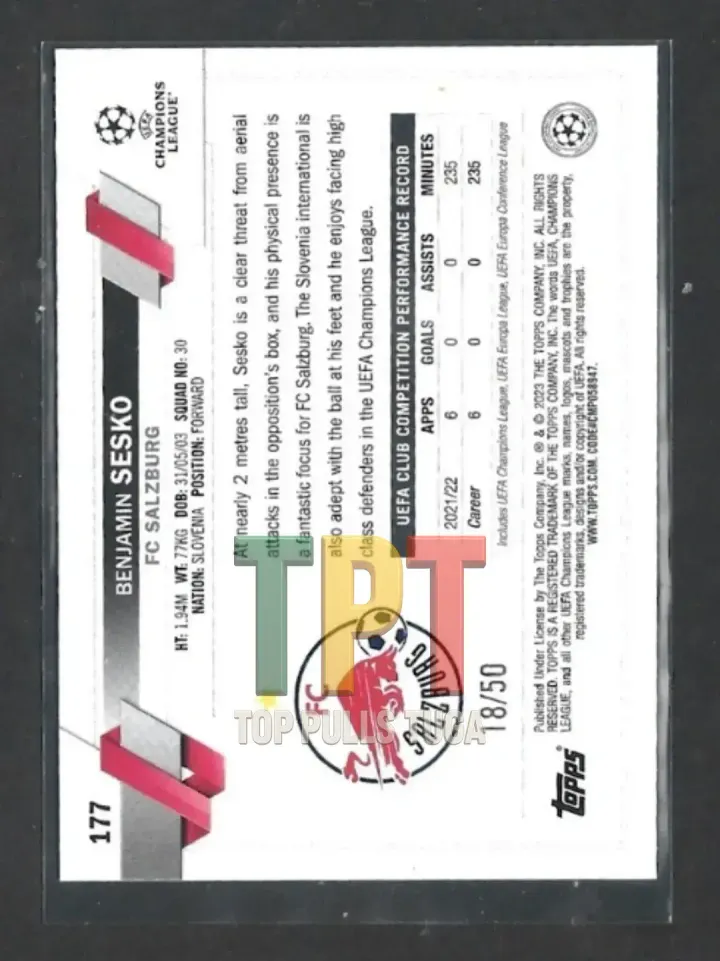 177
BENJAMIN SESKO
FC SALZBURG
HT: 1.94M WT: 77KG DOB: 31/05/03 SQUAD NO: 30
NATION: SLOVENIA POSITION: FORWARD
UEFA
CHAMPIONS
LEAGUE
At nearly 2 metres tall, Sesko is a clear threat from aerial
attacks in the opposition's box, and his physical presence is
a fantastic focus for FC Salzburg. The Slovenia international is
also adept with the ball at his feet and he enjoys facing high
class defenders in the UEFA Champions League.
UEFA CLUB COMPETITION PERFORMANCE RECORD
APPS GOALS ASSISTS MINUTES
2021/22 6 0 0 235
Career 6 0 0 235
Includes UEFA Champions League, UEFA Europa League, UEFA Europa Conference League
FC
SALZBURG
18/50
TPT
TOP PULLS TUGA
topps
Published Under License by The Topps Company, Inc. ® & © 2023 THE TOPPS COMPANY, INC. ALL RIGHTS
RESERVED. TOPPS IS A REGISTERED TRADEMARK OF THE TOPPS COMPANY, INC. The words UEFA, CHAMPIONS
LEAGUE, and all other UEFA Champions League marks, names, logos, mascots and trophies are the property,
registered trademarks, designs and/or copyright of UEFA. All rights reserved.
WWW.TOPPS.COM. CODE#CMP058947.